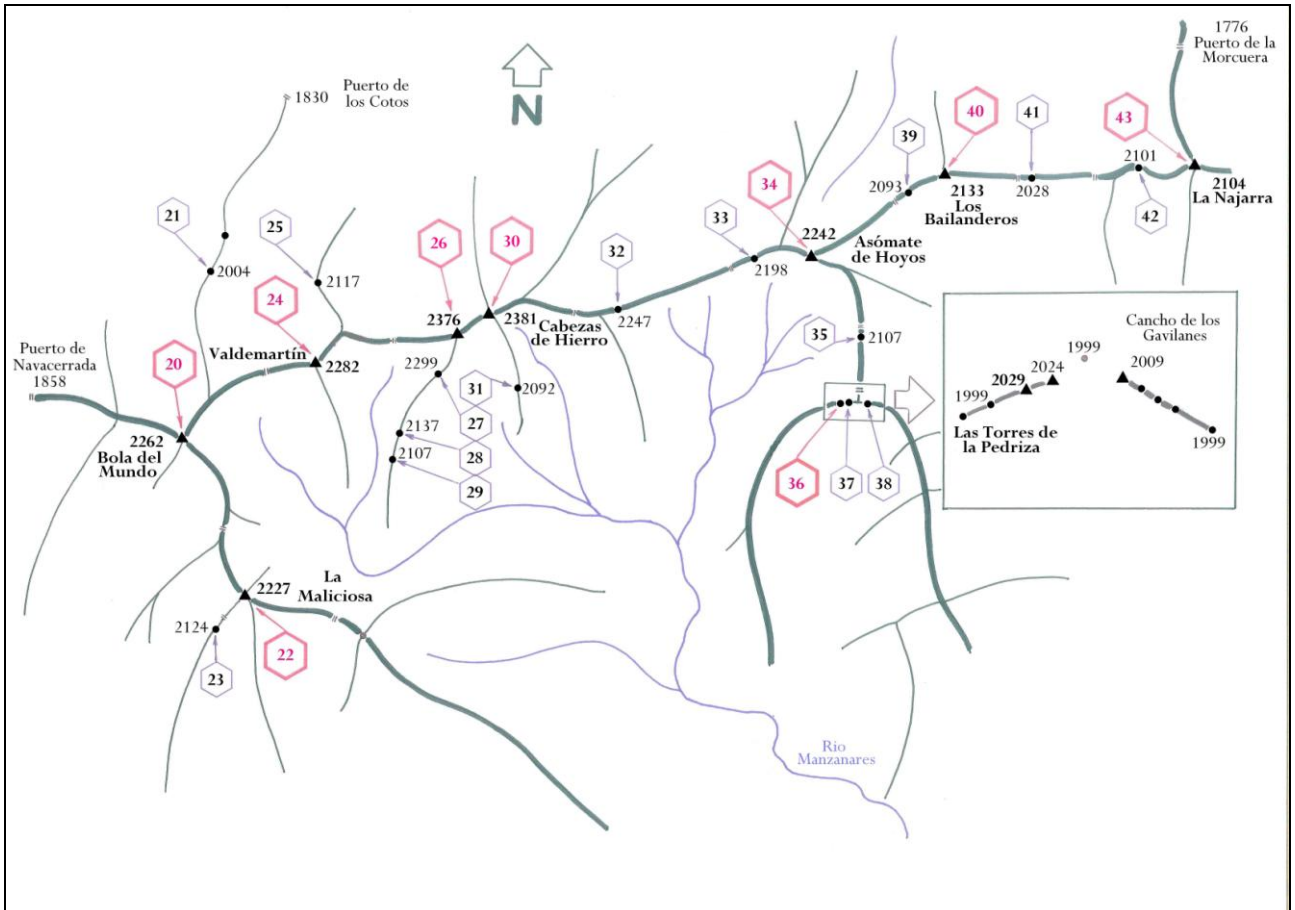 1776
Puerto de la
Morcuera
Puerto de
los Cotos
1830
N
40
41
43
39
2101
34
2093
2133
Los
Bailanderos
2028
42
2104
La Najarra
21
25
26
30
33
2242
Asómate
de Hoyos
32
2004
2117
24
2198
2376
2381
Cabezas
de Hierro
2247
Cancho de los
Gavilanes
Puerto de
Navacerrada
1858
20
Valdemartín
2282
35
2107
1999
2009
2299
31
2092
2029
2024
27
1999
2137
28
Las Torres de
la Pedriza
1999
2262
Bola del
Mundo
2107
29
36
37
38
La
Maliciosa
2227
2124
22
23
Rio
Manzanares